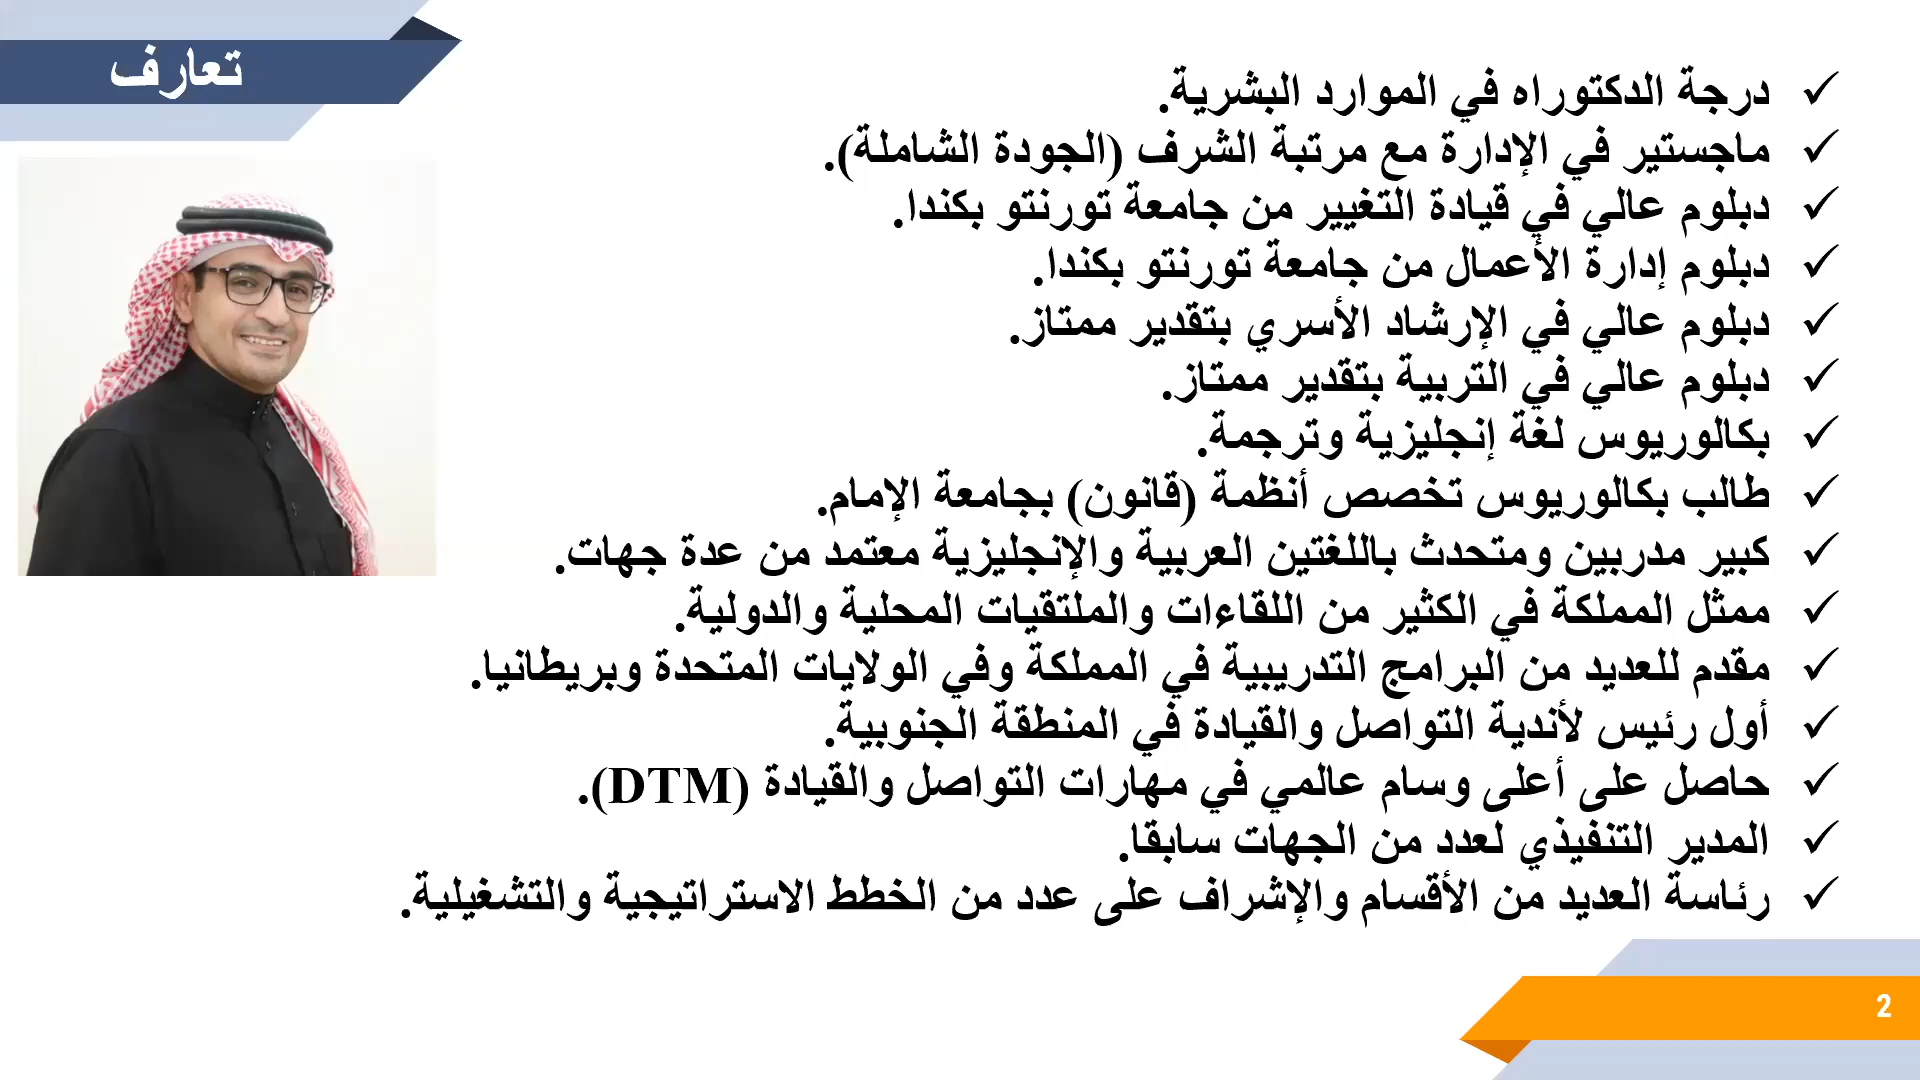 تعارف
✓ درجة الدكتوراه في الموارد البشرية.
✓ ماجستير في الإدارة مع مرتبة الشرف (الجودة الشاملة).
✓ دبلوم عالي في قيادة التغيير من جامعة تورنتو بكندا.
✓ دبلوم إدارة الأعمال من جامعة تورنتو بكندا.
✓ دبلوم عالي في الإرشاد الأسري بتقدير ممتاز.
✓ دبلوم عالي في التربية بتقدير ممتاز.
✓ بكالوريوس لغة إنجليزية وترجمة.
✓ طالب بكالوريوس تخصص أنظمة (قانون) بجامعة الإمام.
✓ كبير مدربين ومتحدث باللغتين العربية والإنجليزية معتمد من عدة جهات.
✓ ممثل المملكة في الكثير من اللقاءات والملتقيات المحلية والدولية.
✓ مقدم للعديد من البرامج التدريبية في المملكة وفي الولايات المتحدة وبريطانيا.
✓ أول رئيس لأندية التواصل والقيادة في المنطقة الجنوبية.
✓ حاصل على أعلى وسام عالمي في مهارات التواصل والقيادة (DTM).
✓ المدير التنفيذي لعدد من الجهات سابقا.
✓ رئاسة العديد من الأقسام والإشراف على عدد من الخطط الاستراتيجية والتشغيلية.
2